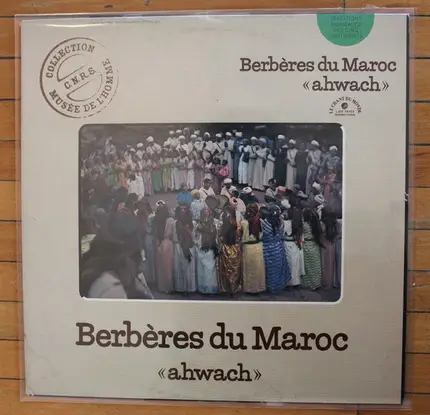 COLLECTION
C.N.R.S.
MUSÉE DE L'HOMME
Berbères du Maroc
« ahwach »
LE CHANT DU MONDE
Berbères du Maroc
« ahwach »